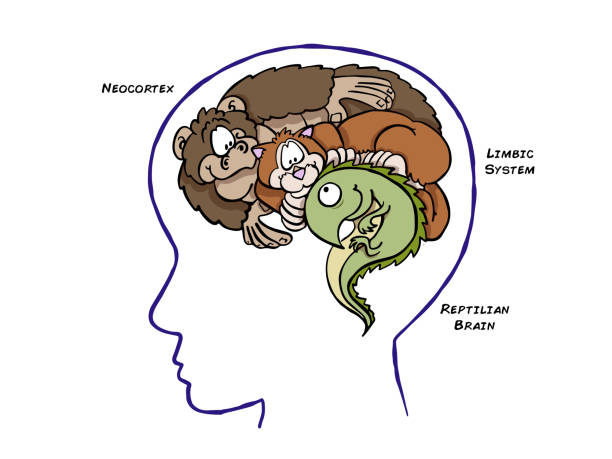 Neocortex
Limbic
System
Reptilian
Brain